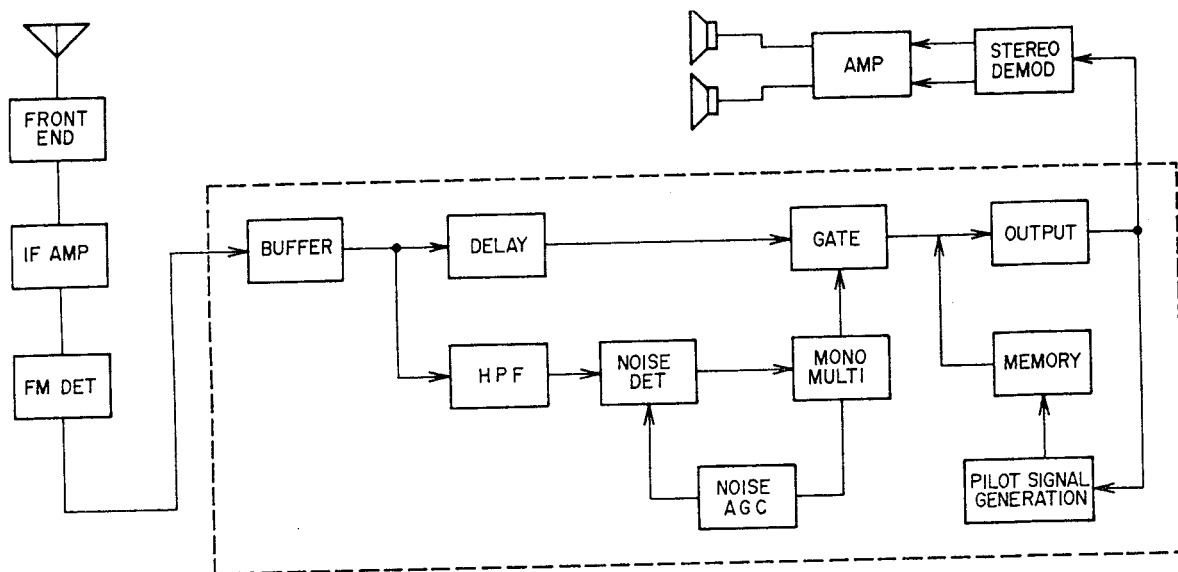 FRONT
END
IF AMP
FM DET
AMP
STEREO
DEMOD
BUFFER
DELAY
GATE
OUTPUT
HPF
NOISE
DET
MONO
MULTI
MEMORY
NOISE
AGC
PILOT SIGNAL
GENERATION